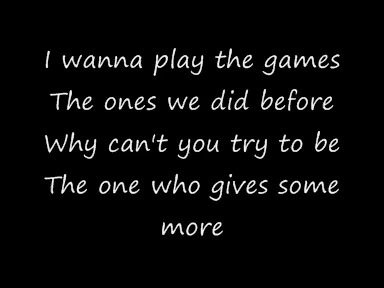 I wanna play the games
The ones we did before
Why can't you try to be
The one who gives some
more